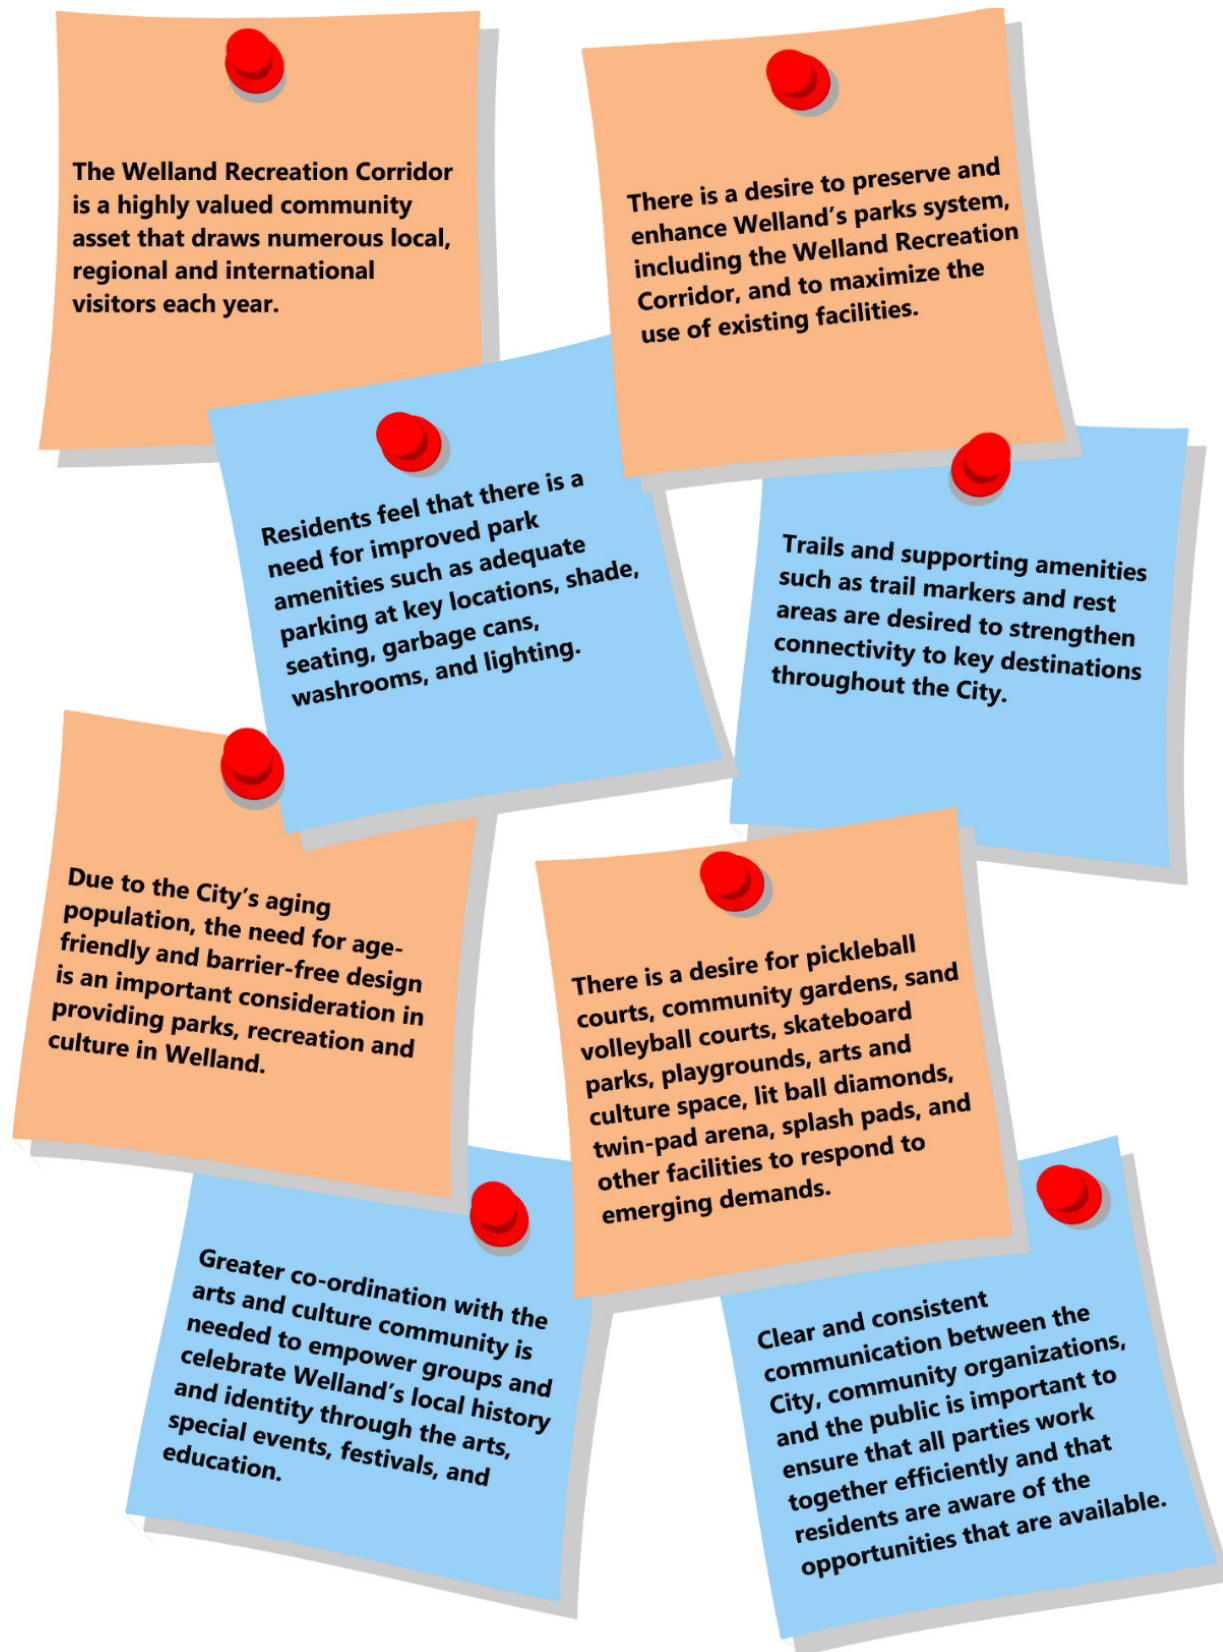 The Welland Recreation Corridor
is a highly valued community
asset that draws numerous local,
regional and international
visitors each year.
There is a desire to preserve and
enhance Welland's parks system,
including the Welland Recreation
Corridor, and to maximize the
use of existing facilities.
Residents feel that there is a
need for improved park
amenities such as adequate
parking at key locations, shade,
seating, garbage cans,
washrooms, and lighting.
Trails and supporting amenities
such as trail markers and rest
areas are desired to strengthen
connectivity to key destinations
throughout the City.
Due to the City's aging
population, the need for age-
friendly and barrier-free design
is an important consideration in
providing parks, recreation and
culture in Welland.
There is a desire for pickleball
courts, community gardens, sand
volleyball courts, skateboard
parks, playgrounds, arts and
culture space, lit ball diamonds,
twin-pad arena, splash pads, and
other facilities to respond to
emerging demands.
Greater co-ordination with the
arts and culture community is
needed to empower groups and
celebrate Welland's local history
and identity through the arts,
special events, festivals, and
education.
Clear and consistent
communication between the
City, community organizations,
and the public is important to
ensure that all parties work
together efficiently and that
residents are aware of the
opportunities that are available.